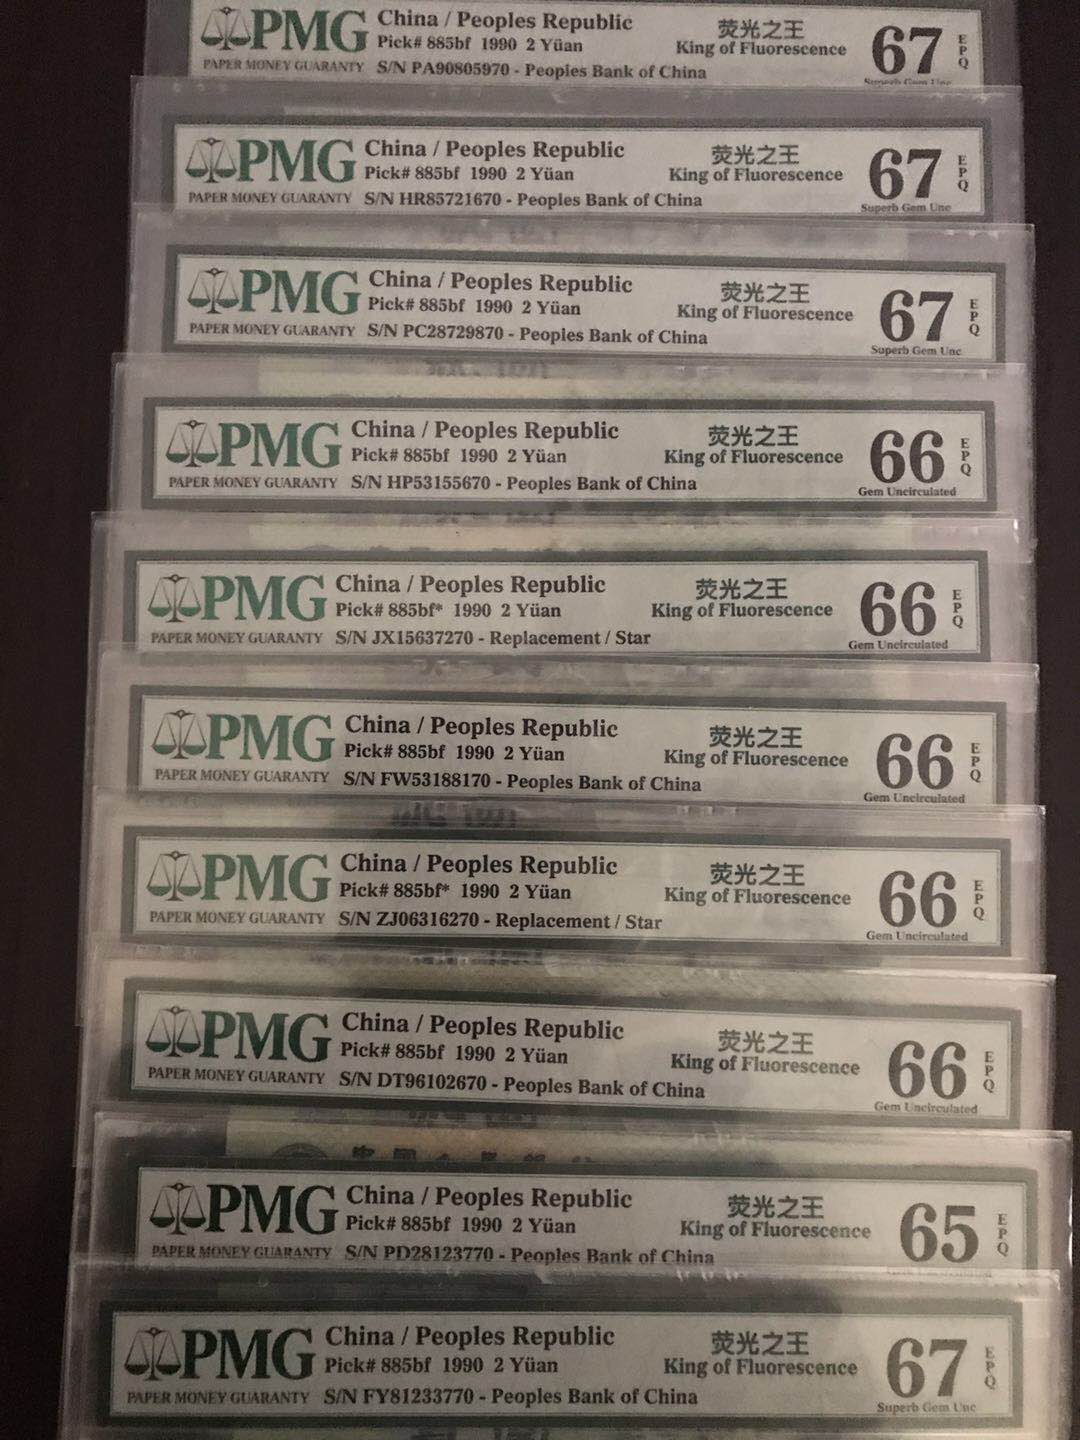 PMG
PAPER MONEY GUARANTY
China / Peoples Republic
Pick# 885bf 1990 2 Yüan
S/N PA90805970 - Peoples Bank of China
荧光之王
King of Fluorescence
67
EPQ
Superb Gem Unc
PMG
PAPER MONEY GUARANTY
China / Peoples Republic
Pick# 885bf 1990 2 Yüan
S/N HR85721670 - Peoples Bank of China
荧光之王
King of Fluorescence
67
EPQ
Superb Gem Unc
PMG
PAPER MONEY GUARANTY
China / Peoples Republic
Pick# 885bf 1990 2 Yüan
S/N PC28729870 - Peoples Bank of China
荧光之王
King of Fluorescence
67
EPQ
Superb Gem Unc
PMG
PAPER MONEY GUARANTY
China / Peoples Republic
Pick# 885bf 1990 2 Yüan
S/N HP53155670 - Peoples Bank of China
荧光之王
King of Fluorescence
66
EPQ
Gem Uncirculated
PMG
PAPER MONEY GUARANTY
China / Peoples Republic
Pick# 885bf* 1990 2 Yüan
S/N JX15637270 - Replacement / Star
荧光之王
King of Fluorescence
66
EPQ
Gem Uncirculated
PMG
PAPER MONEY GUARANTY
China / Peoples Republic
Pick# 885bf 1990 2 Yüan
S/N FW53188170 - Peoples Bank of China
荧光之王
King of Fluorescence
66
EPQ
Gem Uncirculated
PMG
PAPER MONEY GUARANTY
China / Peoples Republic
Pick# 885bf* 1990 2 Yüan
S/N ZJ06316270 - Replacement / Star
荧光之王
King of Fluorescence
66
EPQ
Gem Uncirculated
PMG
PAPER MONEY GUARANTY
China / Peoples Republic
Pick# 885bf 1990 2 Yüan
S/N DT96102670 - Peoples Bank of China
荧光之王
King of Fluorescence
66
EPQ
Gem Uncirculated
PMG
PAPER MONEY GUARANTY
China / Peoples Republic
Pick# 885bf 1990 2 Yüan
S/N PD28123770 - Peoples Bank of China
荧光之王
King of Fluorescence
65
EPQ
PMG
PAPER MONEY GUARANTY
China / Peoples Republic
Pick# 885bf 1990 2 Yüan
S/N FY81233770 - Peoples Bank of China
荧光之王
King of Fluorescence
67
EPQ
Superb Gem Unc